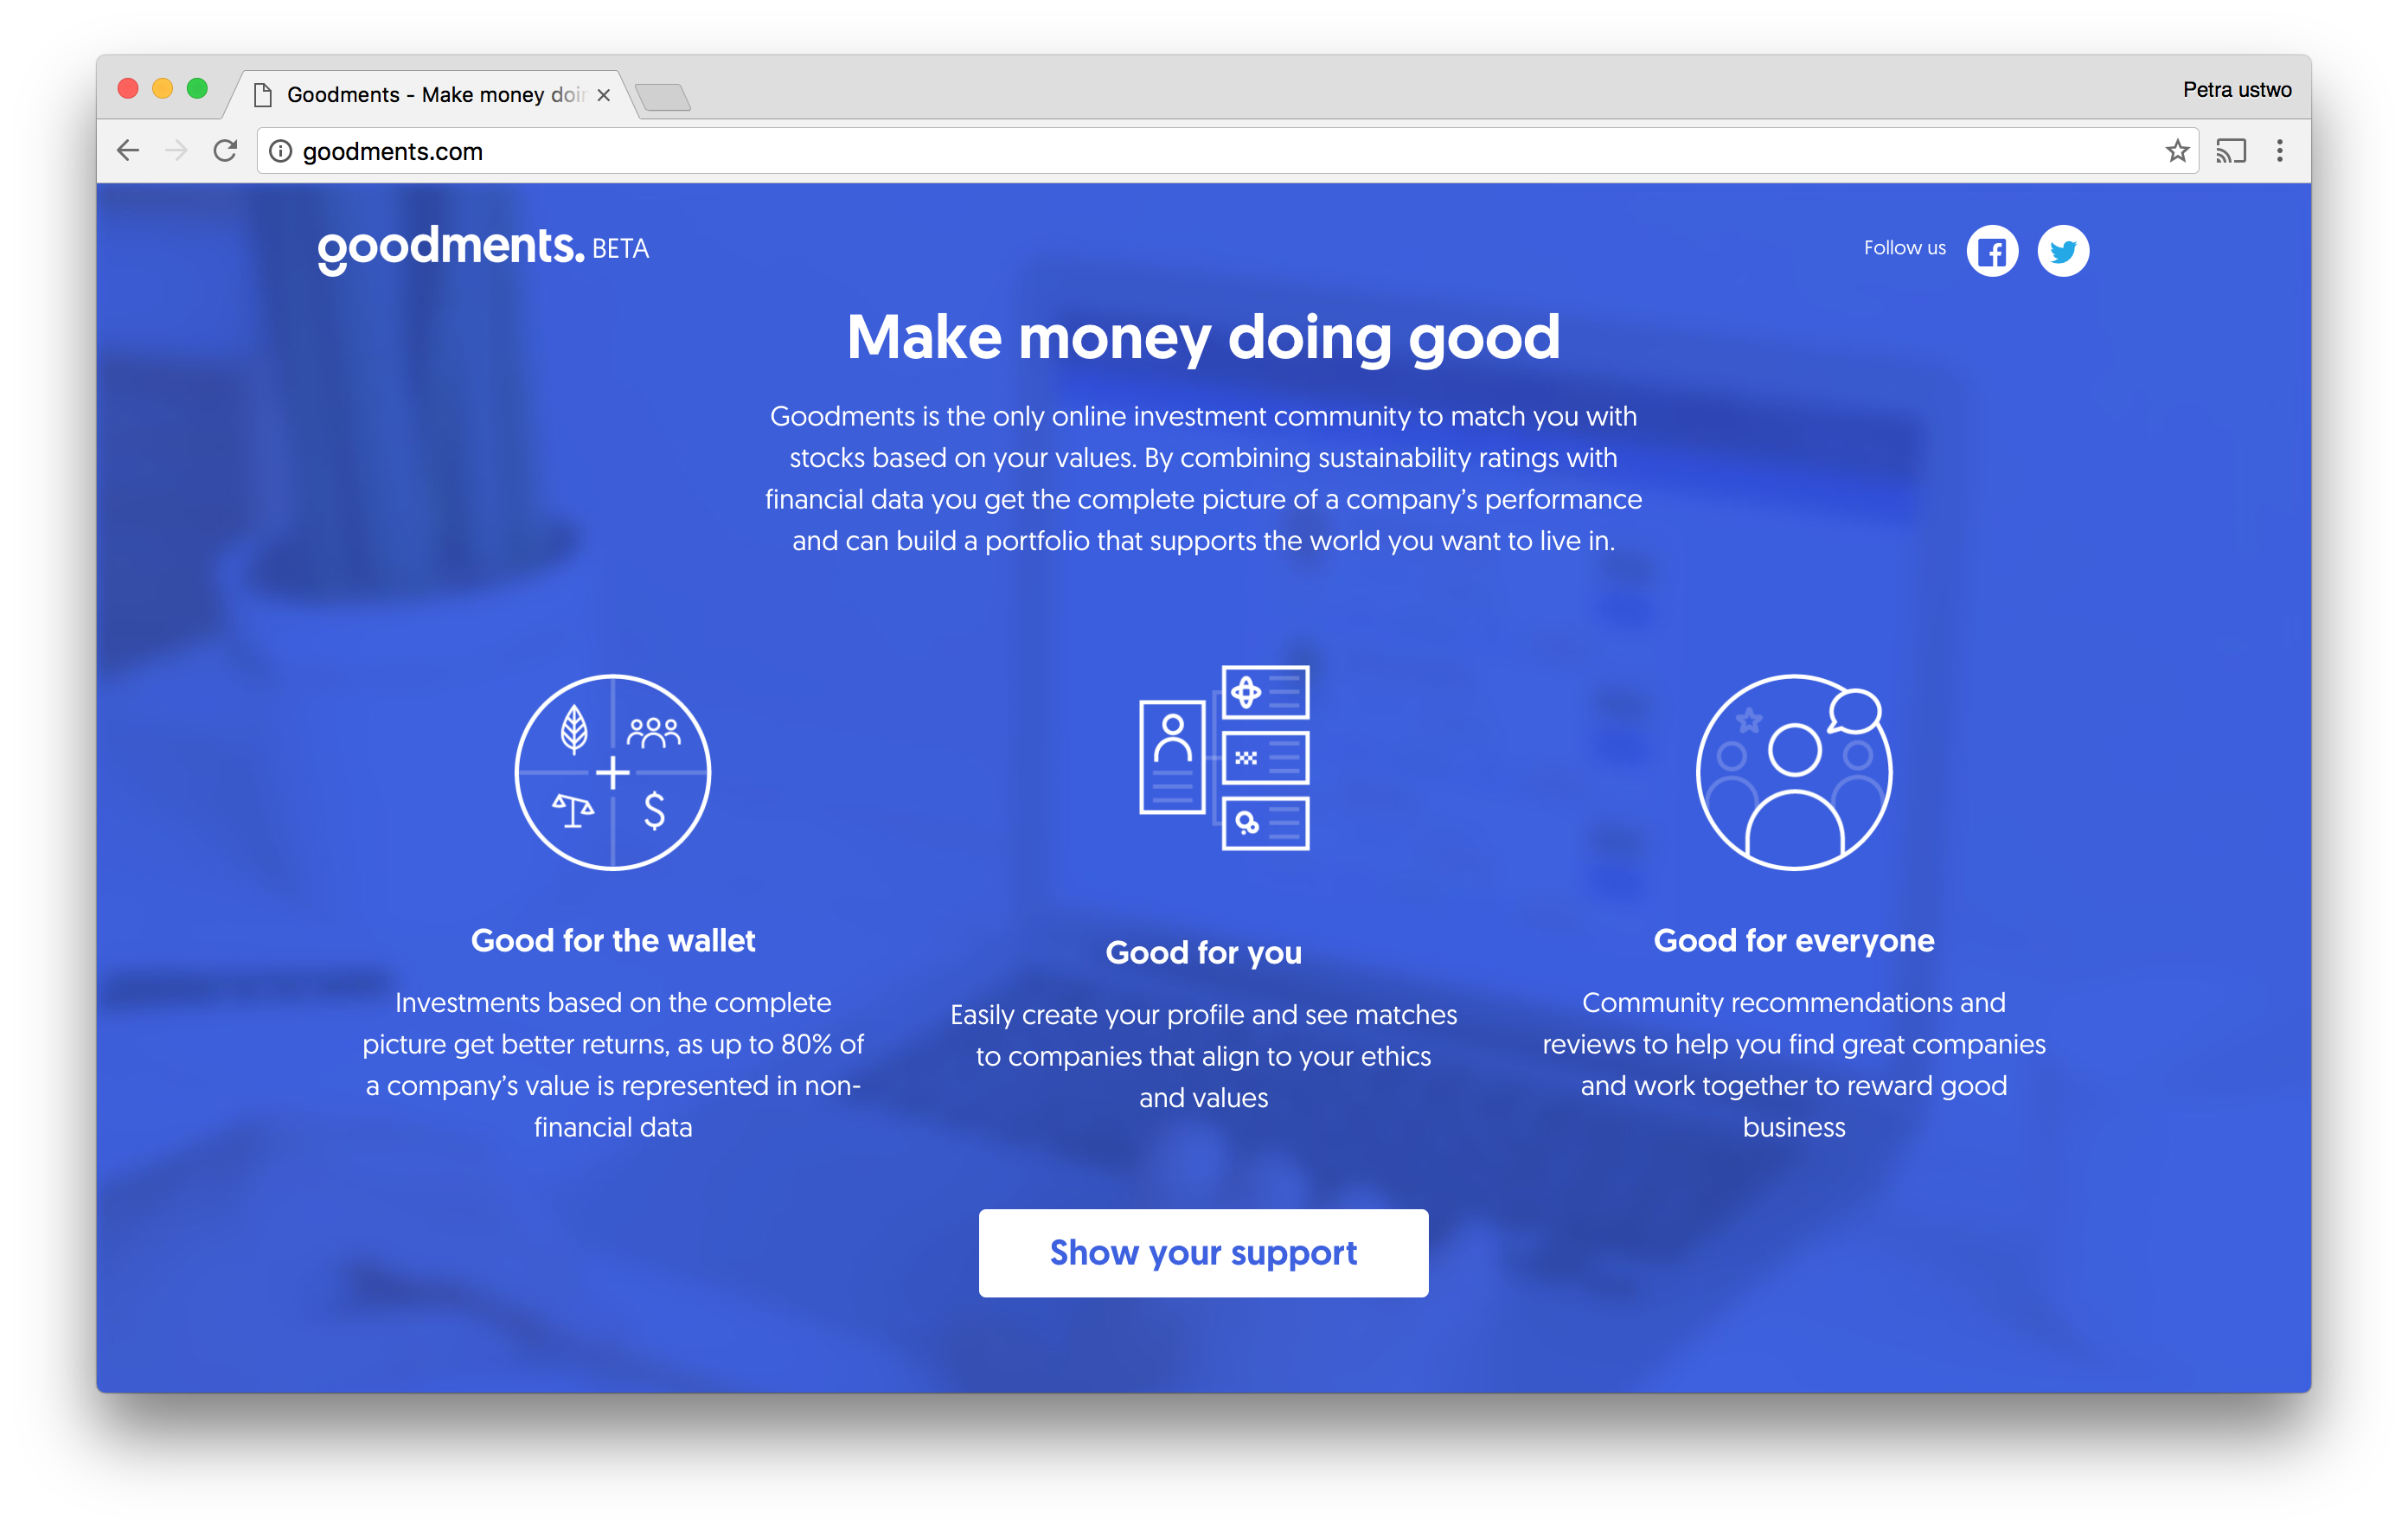 Goodments - Make money doin
Petra ustwo
goodments.com
goodments. BETA
Follow us
Make money doing good
Goodments is the only online investment community to match you with
stocks based on your values. By combining sustainability ratings with
financial data you get the complete picture of a company’s performance
and can build a portfolio that supports the world you want to live in.
$
Good for the wallet
Investments based on the complete
picture get better returns, as up to 80% of
a company’s value is represented in non-
financial data
Good for you
Easily create your profile and see matches
to companies that align to your ethics
and values
Good for everyone
Community recommendations and
reviews to help you find great companies
and work together to reward good
business
Show your support